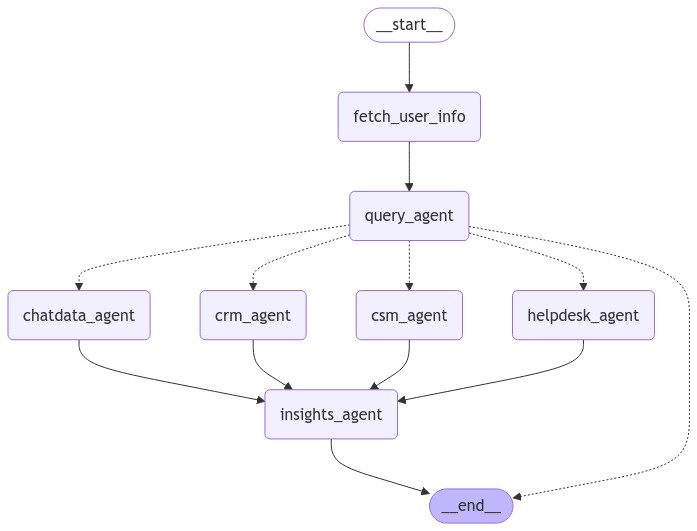 __start__
fetch_user_info
query_agent
chatdata_agent
crm_agent
csm_agent
helpdesk_agent
insights_agent
__end__